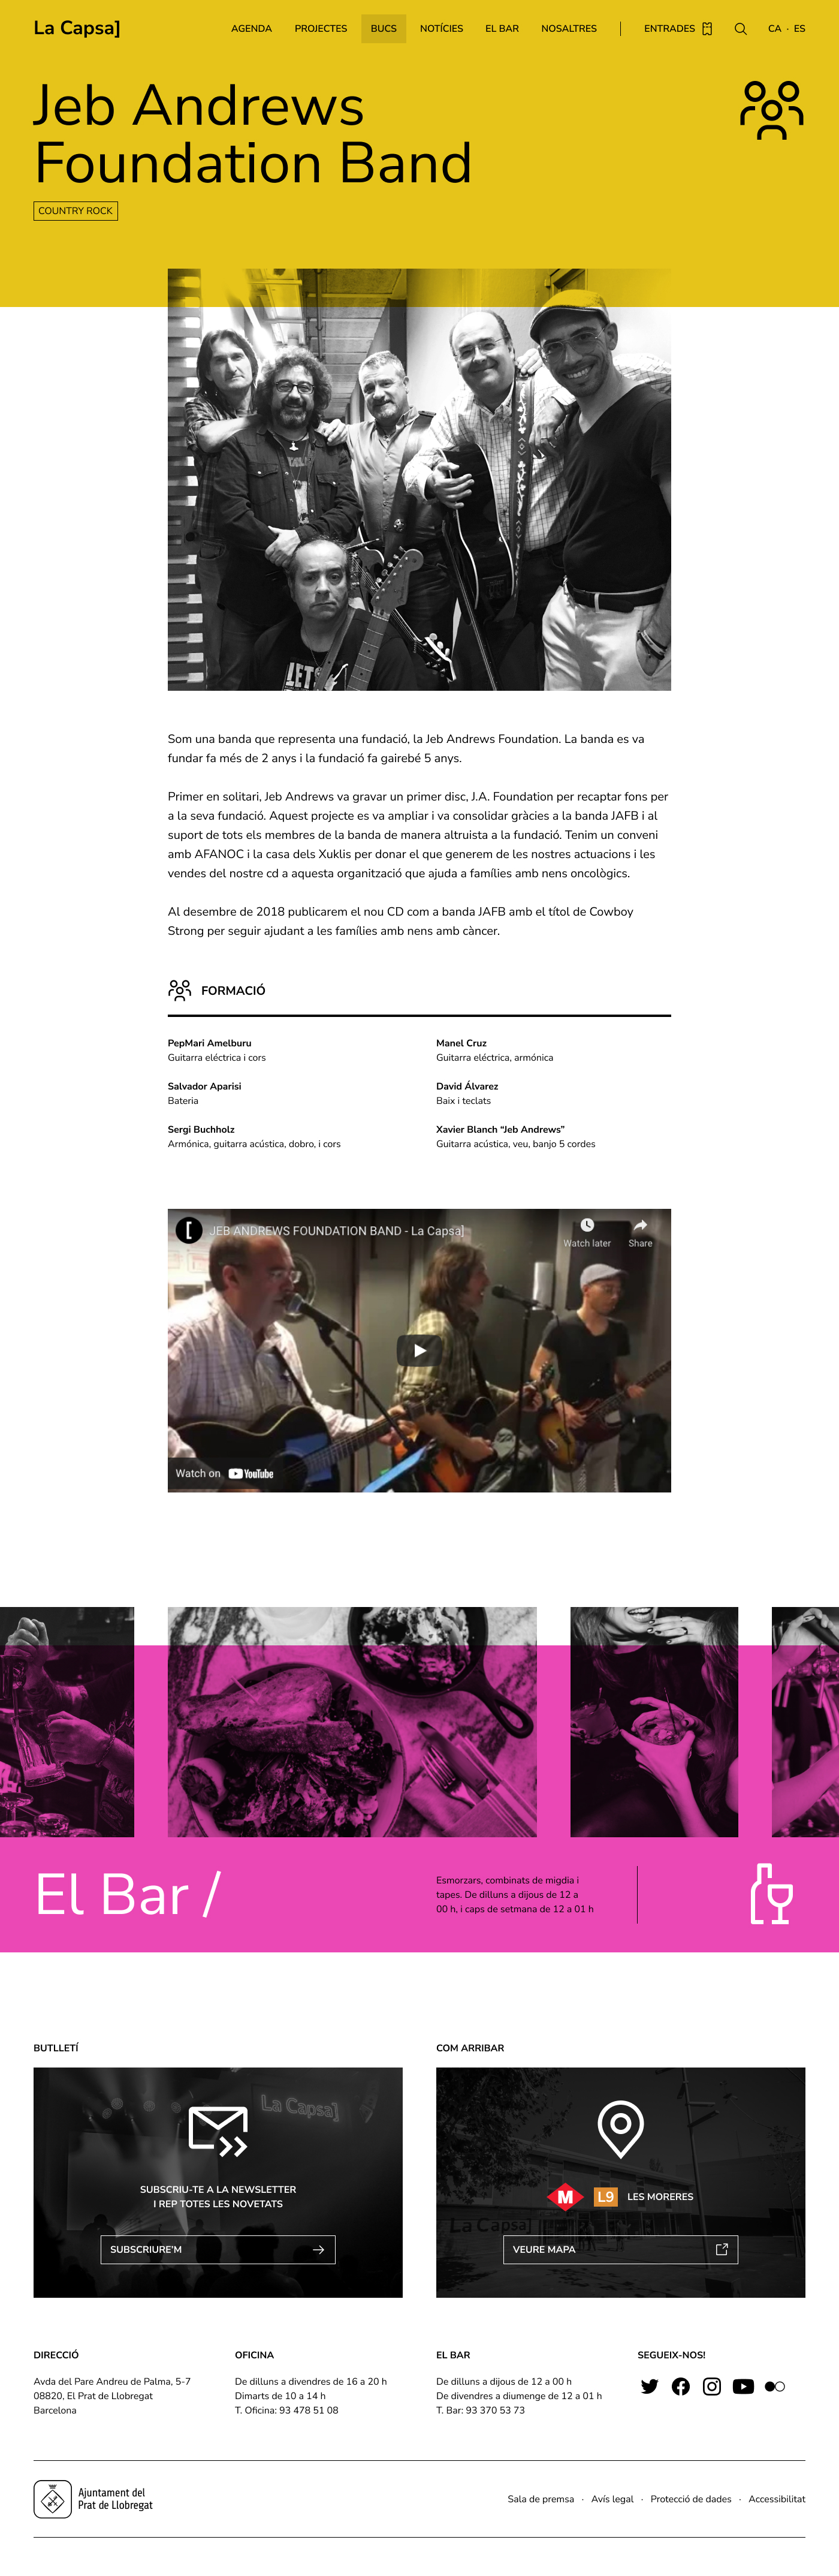 La Capsa]
AGENDA
PROJECTES
BUCS
NOTÍCIES
EL BAR
NOSALTRES
ENTRADES
CA · ES
Jeb Andrews
Foundation Band
COUNTRY ROCK
LET'S
Som una banda que representa una fundació, la Jeb Andrews Foundation. La banda es va
fundar fa més de 2 anys i la fundació fa gairebé 5 anys.
Primer en solitari, Jeb Andrews va gravar un primer disc, J.A. Foundation per recaptar fons per
a la seva fundació. Aquest projecte es va ampliar i va consolidar gràcies a la banda JAFB i al
suport de tots els membres de la banda de manera altruista a la fundació. Tenim un conveni
amb AFANOC i la casa dels Xuklis per donar el que generem de les nostres actuacions i les
vendes del nostre cd a aquesta organització que ajuda a famílies amb nens oncològics.
Al desembre de 2018 publicarem el nou CD com a banda JAFB amb el títol de Cowboy
Strong per seguir ajudant a les famílies amb nens amb càncer.
FORMACIÓ
PepMari Amelburu
Guitarra eléctrica i cors
Manel Cruz
Guitarra eléctrica, armónica
Salvador Aparisi
Bateria
David Álvarez
Baix i teclats
Sergi Buchholz
Armónica, guitarra acústica, dobro, i cors
Xavier Blanch “Jeb Andrews”
Guitarra acústica, veu, banjo 5 cordes
JEB ANDREWS FOUNDATION BAND - La Capsa]
Watch later
Share
Watch on YouTube
El Bar /
Esmorzars, combinats de migdia i
tapes. De dilluns a dijous de 12 a
00 h, i caps de setmana de 12 a 01 h
BUTLLETÍ
La Capsa]
SUBSCRIU-TE A LA NEWSLETTER
I REP TOTES LES NOVETATS
SUBSCRIURE'M
COM ARRIBAR
M L9 LES MORERES
La Capsa]
VEURE MAPA
DIRECCIÓ
Avda del Pare Andreu de Palma, 5-7
08820, El Prat de Llobregat
Barcelona
OFICINA
De dilluns a divendres de 16 a 20 h
Dimarts de 10 a 14 h
T. Oficina: 93 478 51 08
EL BAR
De dilluns a dijous de 12 a 00 h
De divendres a diumenge de 12 a 01 h
T. Bar: 93 370 53 73
SEGUEIX-NOS!
Ajuntament del
Prat de Llobregat
Sala de premsa · Avís legal · Protecció de dades · Accessibilitat